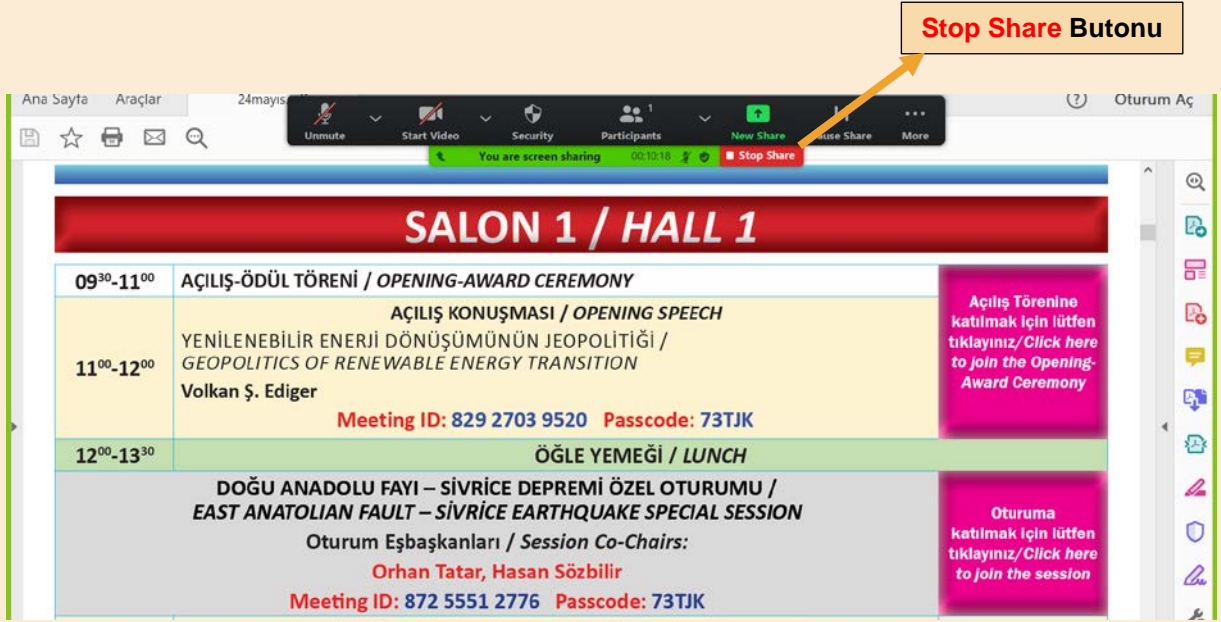 Stop Share Butonu
Ana Sayfa Araçlar 24mayıs. Oturum Aç
1
Unmute Start Video Security Participants New Share Pause Share More
You are screen sharing 00:10:18 Stop Share
SALON 1 / HALL 1
09³⁰-11⁰⁰ AÇILIŞ-ÖDÜL TÖRENİ / OPENING-AWARD CEREMONY
11⁰⁰-12⁰⁰
AÇILIŞ KONUŞMASI / OPENING SPEECH
YENİLENEBİLİR ENERJİ DÖNÜŞÜMÜNÜN JEOPOLİTİĞİ /
GEOPOLITICS OF RENEWABLE ENERGY TRANSITION
Volkan Ş. Ediger
Meeting ID: 829 2703 9520 Passcode: 73TJK
Açılış Törenine
katılmak için lütfen
tıklayınız/Click here
to join the Opening-
Award Ceremony
12⁰⁰-13³⁰ ÖĞLE YEMEĞİ / LUNCH
DOĞU ANADOLU FAYI – SİVRİCE DEPREMİ ÖZEL OTURUMU /
EAST ANATOLIAN FAULT – SİVRİCE EARTHQUAKE SPECIAL SESSION
Oturum Eşbaşkanları / Session Co-Chairs:
Orhan Tatar, Hasan Sözbilir
Meeting ID: 872 5551 2776 Passcode: 73TJK
Oturuma
katılmak için lütfen
tıklayınız/Click here
to join the session